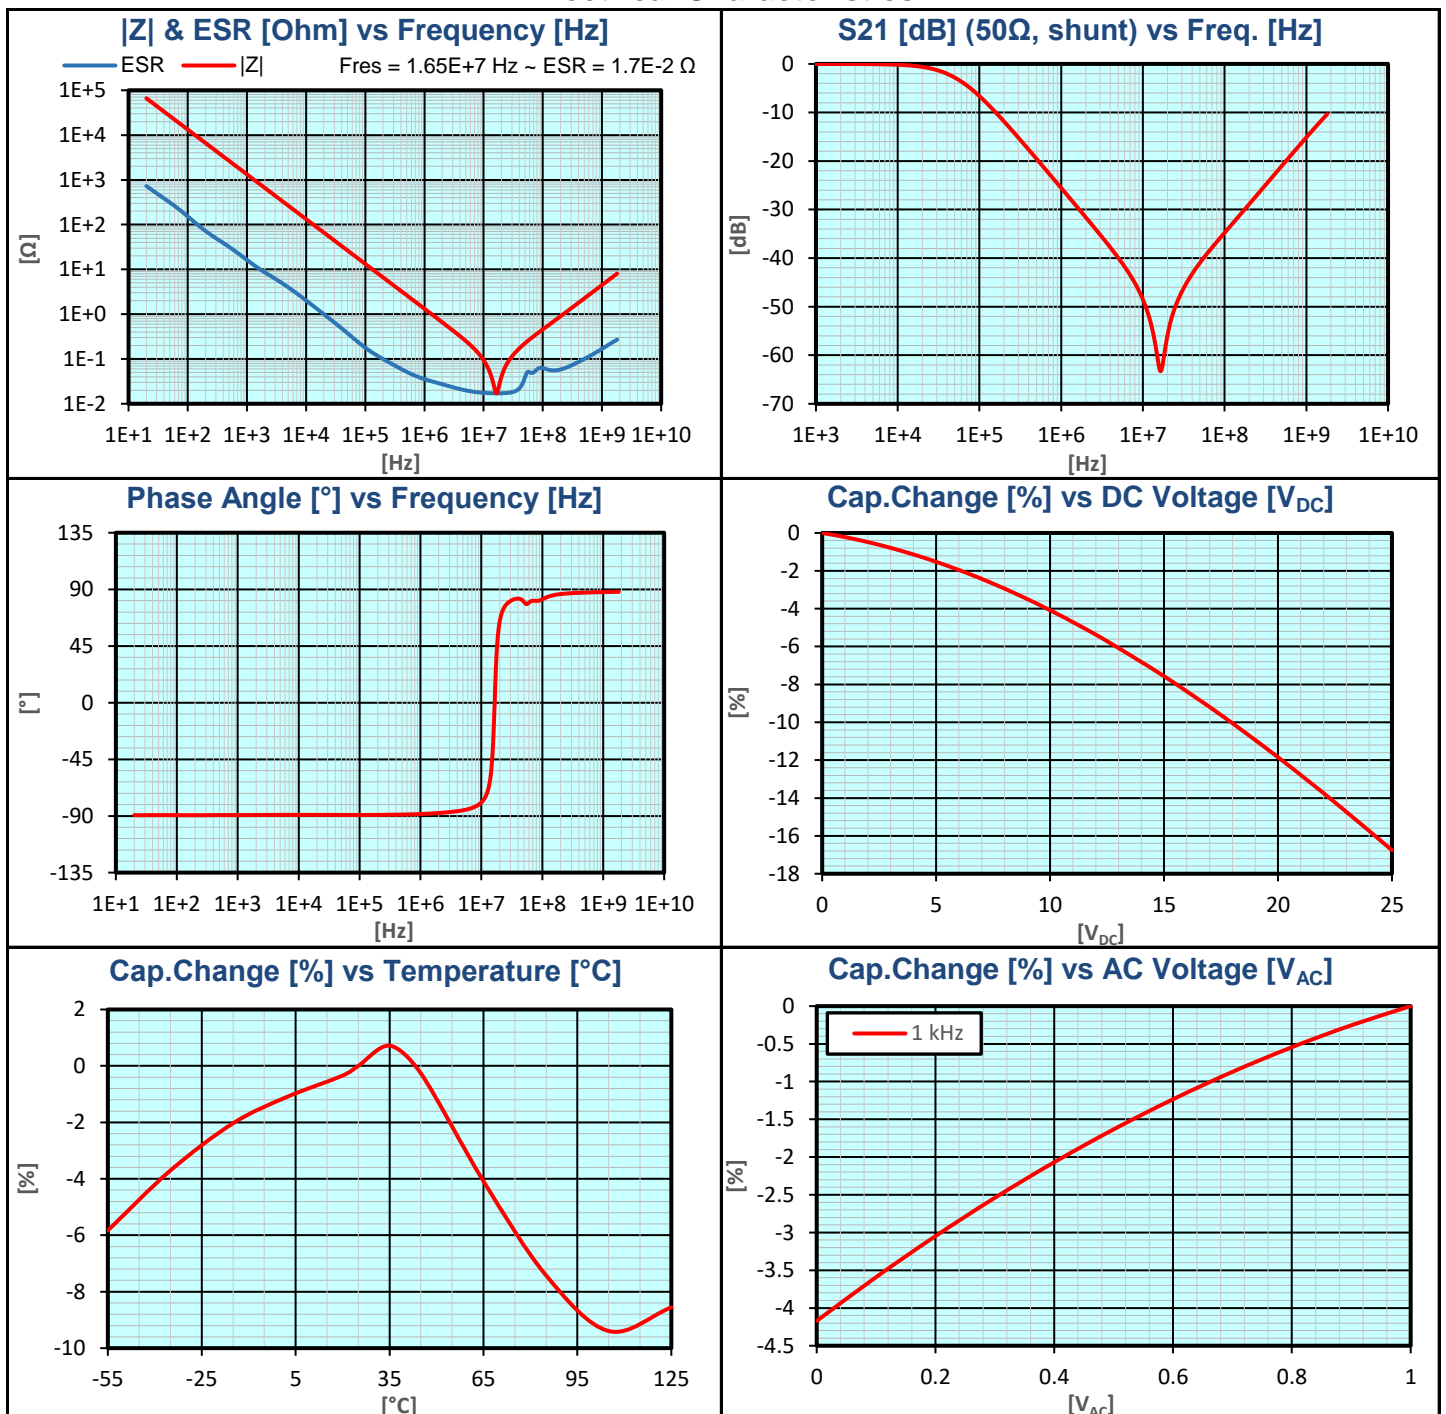 |Z| & ESR [Ohm] vs Frequency [Hz]
ESR |Z| Fres = 1.65E+7 Hz ~ ESR = 1.7E-2 Ω
1E+5
1E+4
1E+3
1E+2
1E+1
1E+0
1E-1
1E-2
[Ω]
1E+1 1E+2 1E+3 1E+4 1E+5 1E+6 1E+7 1E+8 1E+9 1E+10
[Hz]
S21 [dB] (50Ω, shunt) vs Freq. [Hz]
0
-10
-20
-30
-40
-50
-60
-70
[dB]
1E+3 1E+4 1E+5 1E+6 1E+7 1E+8 1E+9 1E+10
[Hz]
Phase Angle [°] vs Frequency [Hz]
135
90
45
0
-45
-90
-135
[°]
1E+1 1E+2 1E+3 1E+4 1E+5 1E+6 1E+7 1E+8 1E+9 1E+10
[Hz]
Cap.Change [%] vs DC Voltage [VDC]
0
-2
-4
-6
-8
-10
-12
-14
-16
-18
[%]
0 5 10 15 20 25
[VDC]
Cap.Change [%] vs Temperature [°C]
2
0
-2
-4
-6
-8
-10
[%]
-55 -25 5 35 65 95 125
[°C]
Cap.Change [%] vs AC Voltage [VAC]
1 kHz
0
-0.5
-1
-1.5
-2
-2.5
-3
-3.5
-4
-4.5
[%]
0 0.2 0.4 0.6 0.8 1
[VAC]